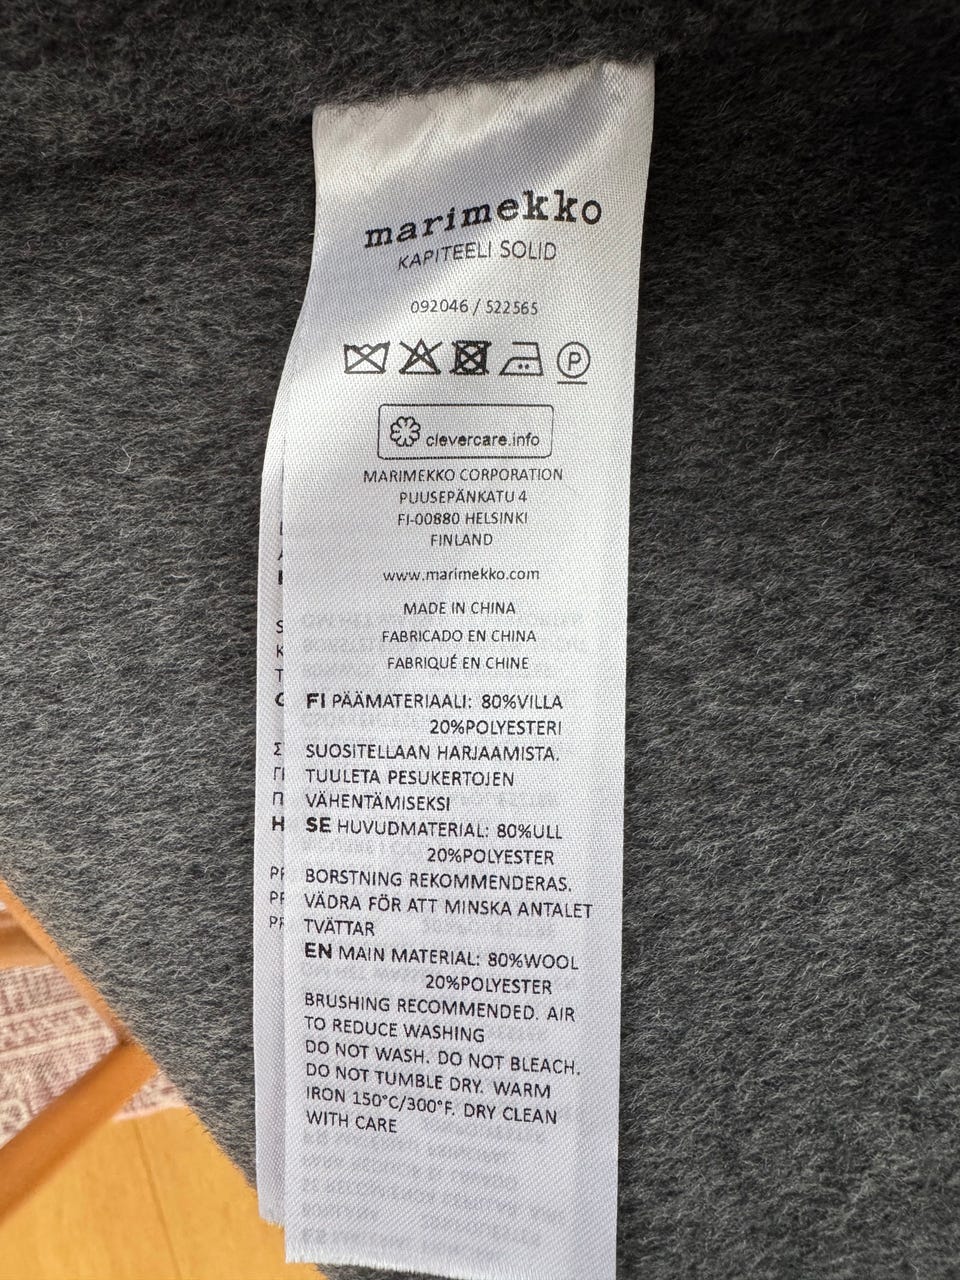 marimekko
KAPITEELI SOLID
092046 / 522565
P
clevercare.info
MARIMEKKO CORPORATION
PUUSEPÄNKATU 4
FI-00880 HELSINKI
FINLAND
www.marimekko.com
MADE IN CHINA
FABRICADO EN CHINA
FABRIQUÉ EN CHINE
FI PÄÄMATERIAALI: 80%VILLA
20%POLYESTERI
SUOSITELLAAN HARJAAMISTA.
TUULETA PESUKERTOJEN
VÄHENTÄMISEKSI
SE HUVUDMATERIAL: 80%ULL
20%POLYESTER
BORSTNING REKOMMENDERAS.
VÄDRA FÖR ATT MINSKA ANTALET
TVÄTTAR
EN MAIN MATERIAL: 80%WOOL
20%POLYESTER
BRUSHING RECOMMENDED. AIR
TO REDUCE WASHING
DO NOT WASH. DO NOT BLEACH.
DO NOT TUMBLE DRY. WARM
IRON 150°C/300°F. DRY CLEAN
WITH CARE